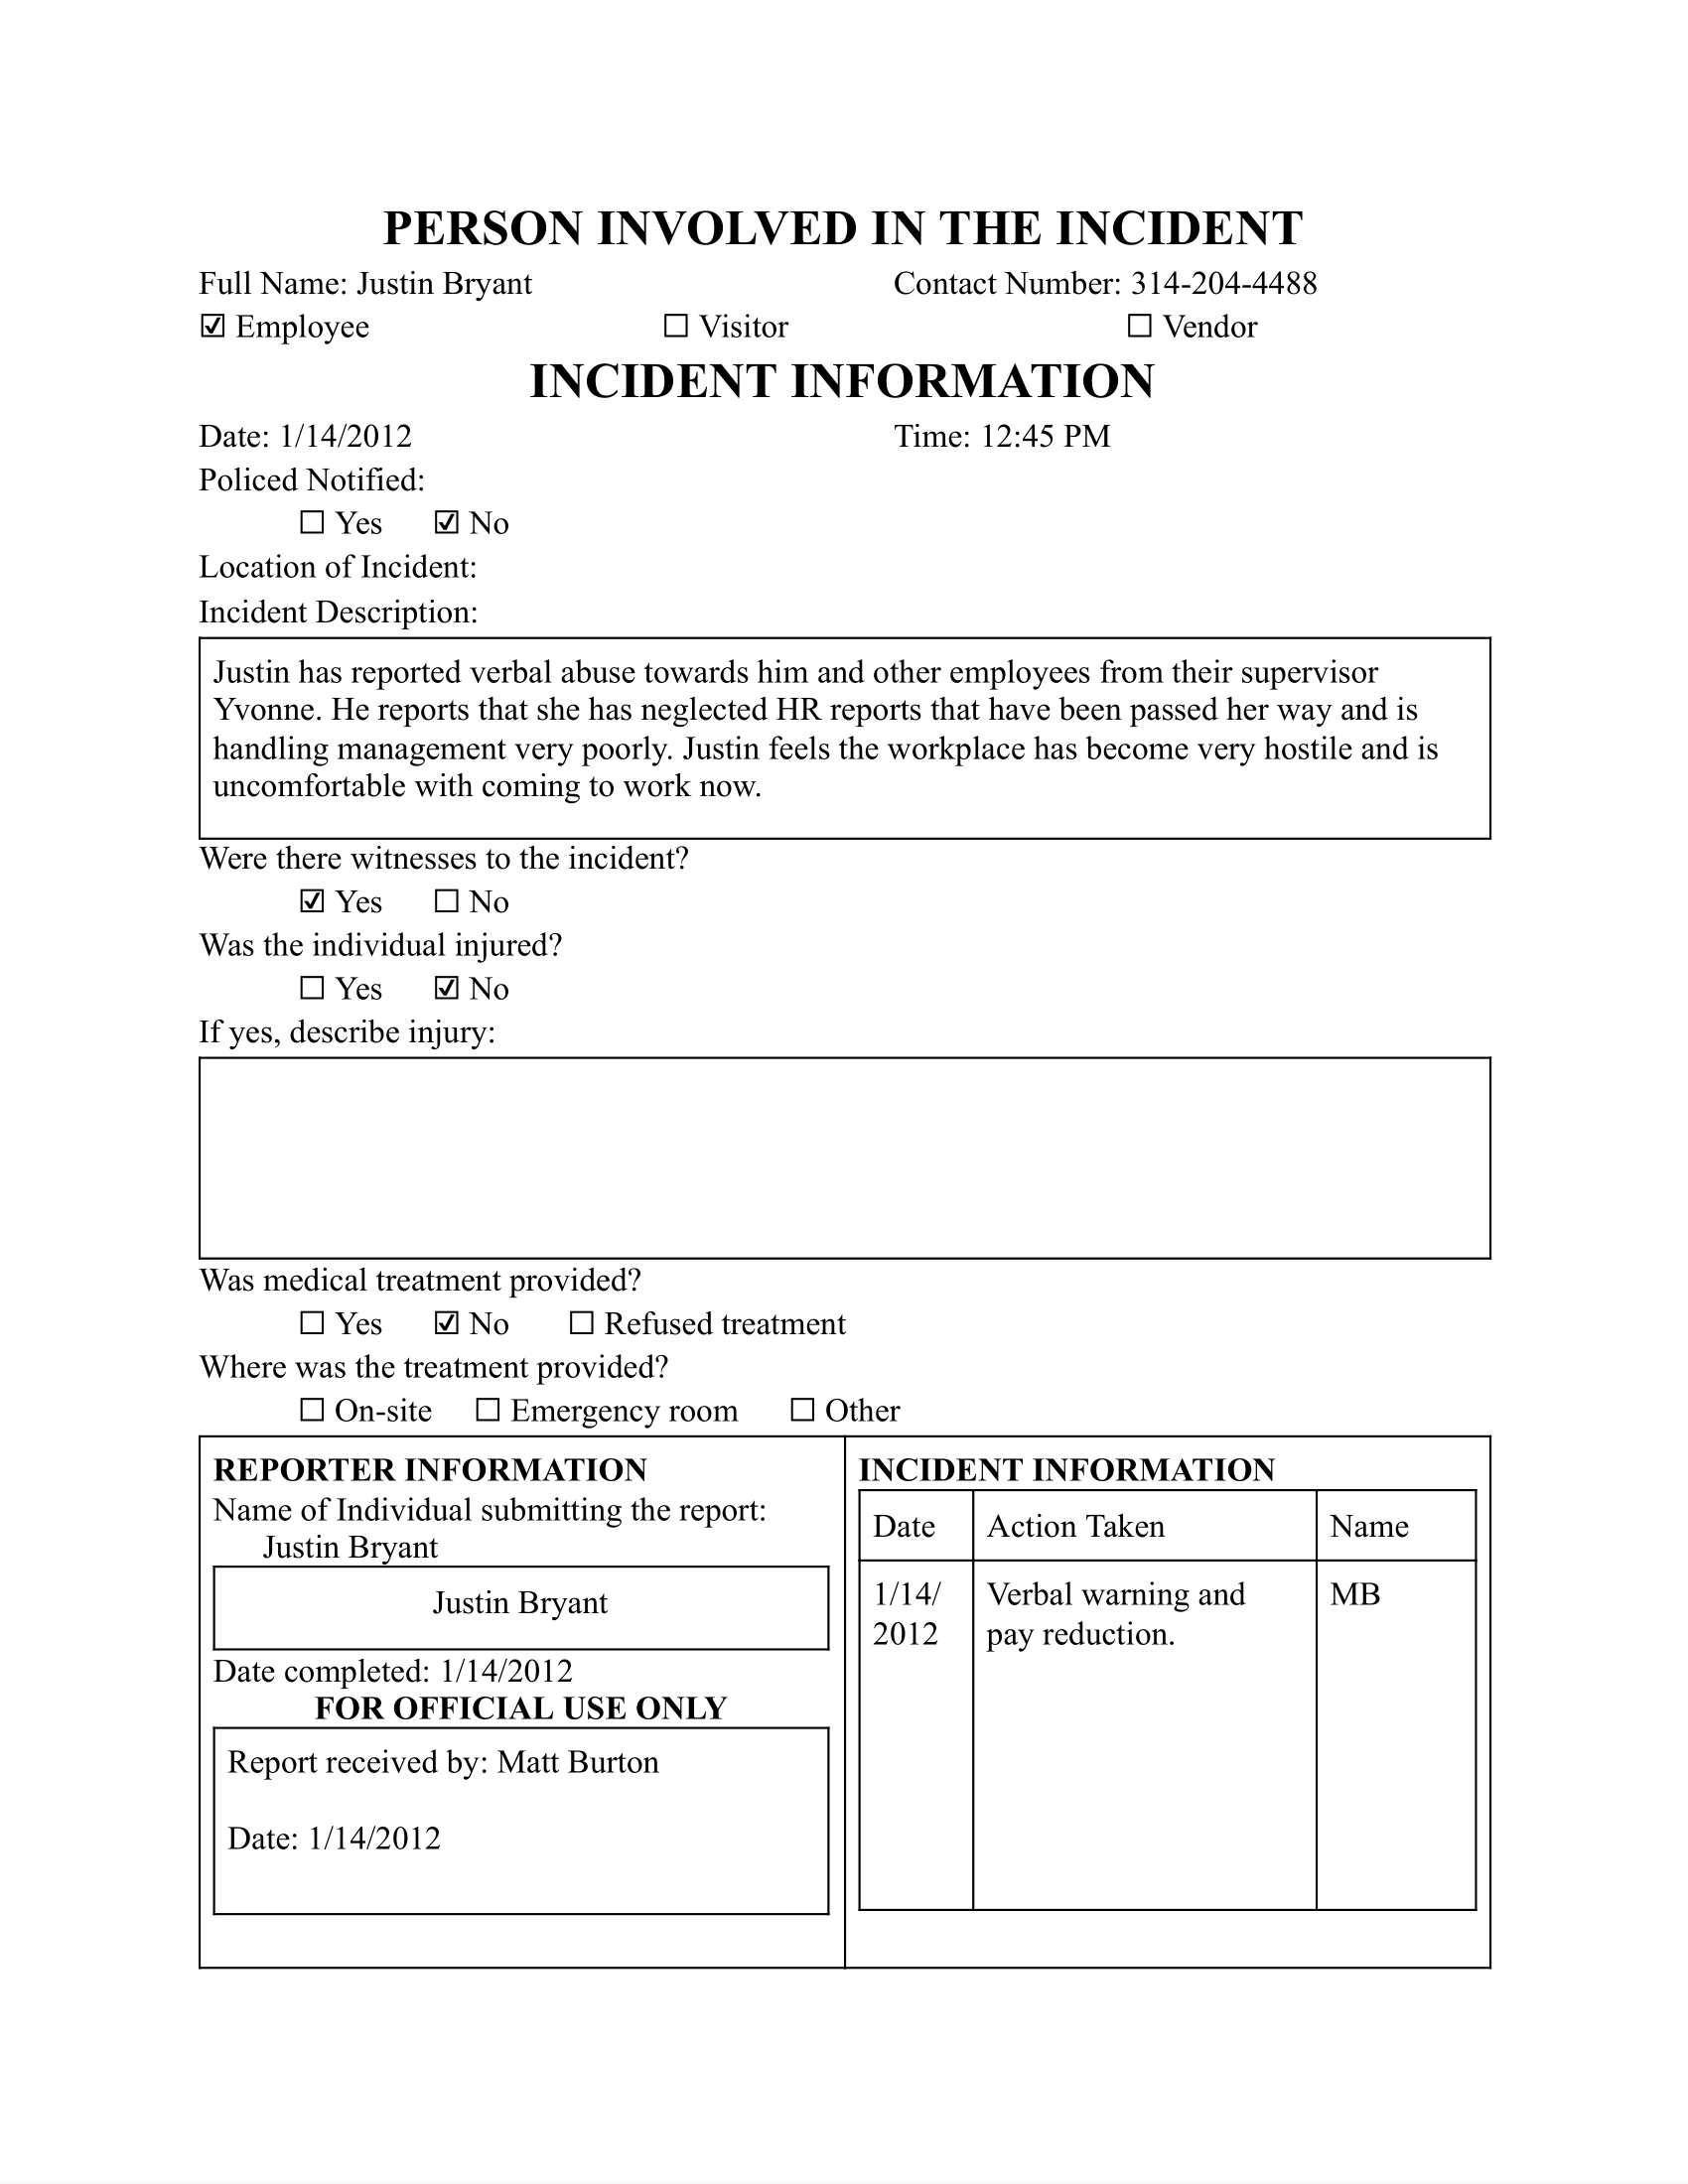 PERSON INVOLVED IN THE INCIDENT
Full Name: Justin Bryant Contact Number: 314-204-4488
☑ Employee ☐ Visitor ☐ Vendor
INCIDENT INFORMATION
Date: 1/14/2012 Time: 12:45 PM
Policed Notified:
☐ Yes ☑ No
Location of Incident:
Incident Description:
Justin has reported verbal abuse towards him and other employees from their supervisor
Yvonne. He reports that she has neglected HR reports that have been passed her way and is
handling management very poorly. Justin feels the workplace has become very hostile and is
uncomfortable with coming to work now.
Were there witnesses to the incident?
☑ Yes ☐ No
Was the individual injured?
☐ Yes ☑ No
If yes, describe injury:
Was medical treatment provided?
☐ Yes ☑ No ☐ Refused treatment
Where was the treatment provided?
☐ On-site ☐ Emergency room ☐ Other
REPORTER INFORMATION
Name of Individual submitting the report:
Justin Bryant
Justin Bryant
Date completed: 1/14/2012
FOR OFFICIAL USE ONLY
Report received by: Matt Burton
Date: 1/14/2012
INCIDENT INFORMATION
Date Action Taken Name
1/14/ Verbal warning and MB
2012 pay reduction.